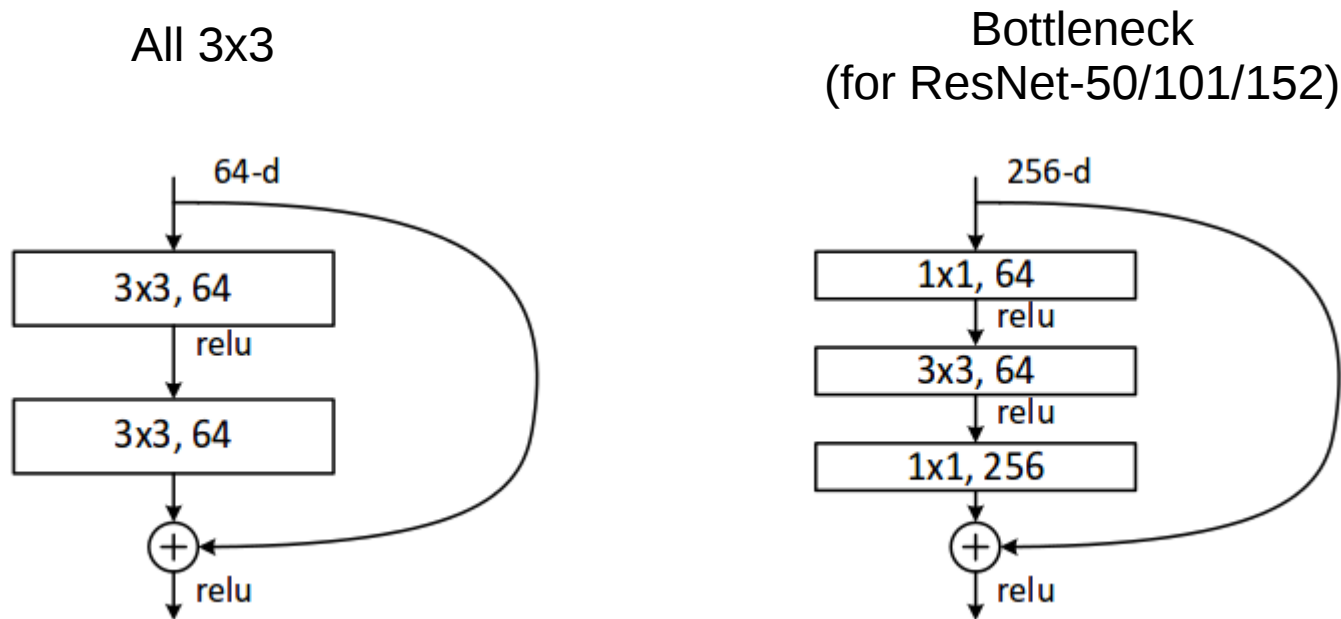 All 3x3
64-d
3x3, 64
relu
3x3, 64
+
relu
Bottleneck
(for ResNet-50/101/152)
256-d
1x1, 64
relu
3x3, 64
relu
1x1, 256
+
relu